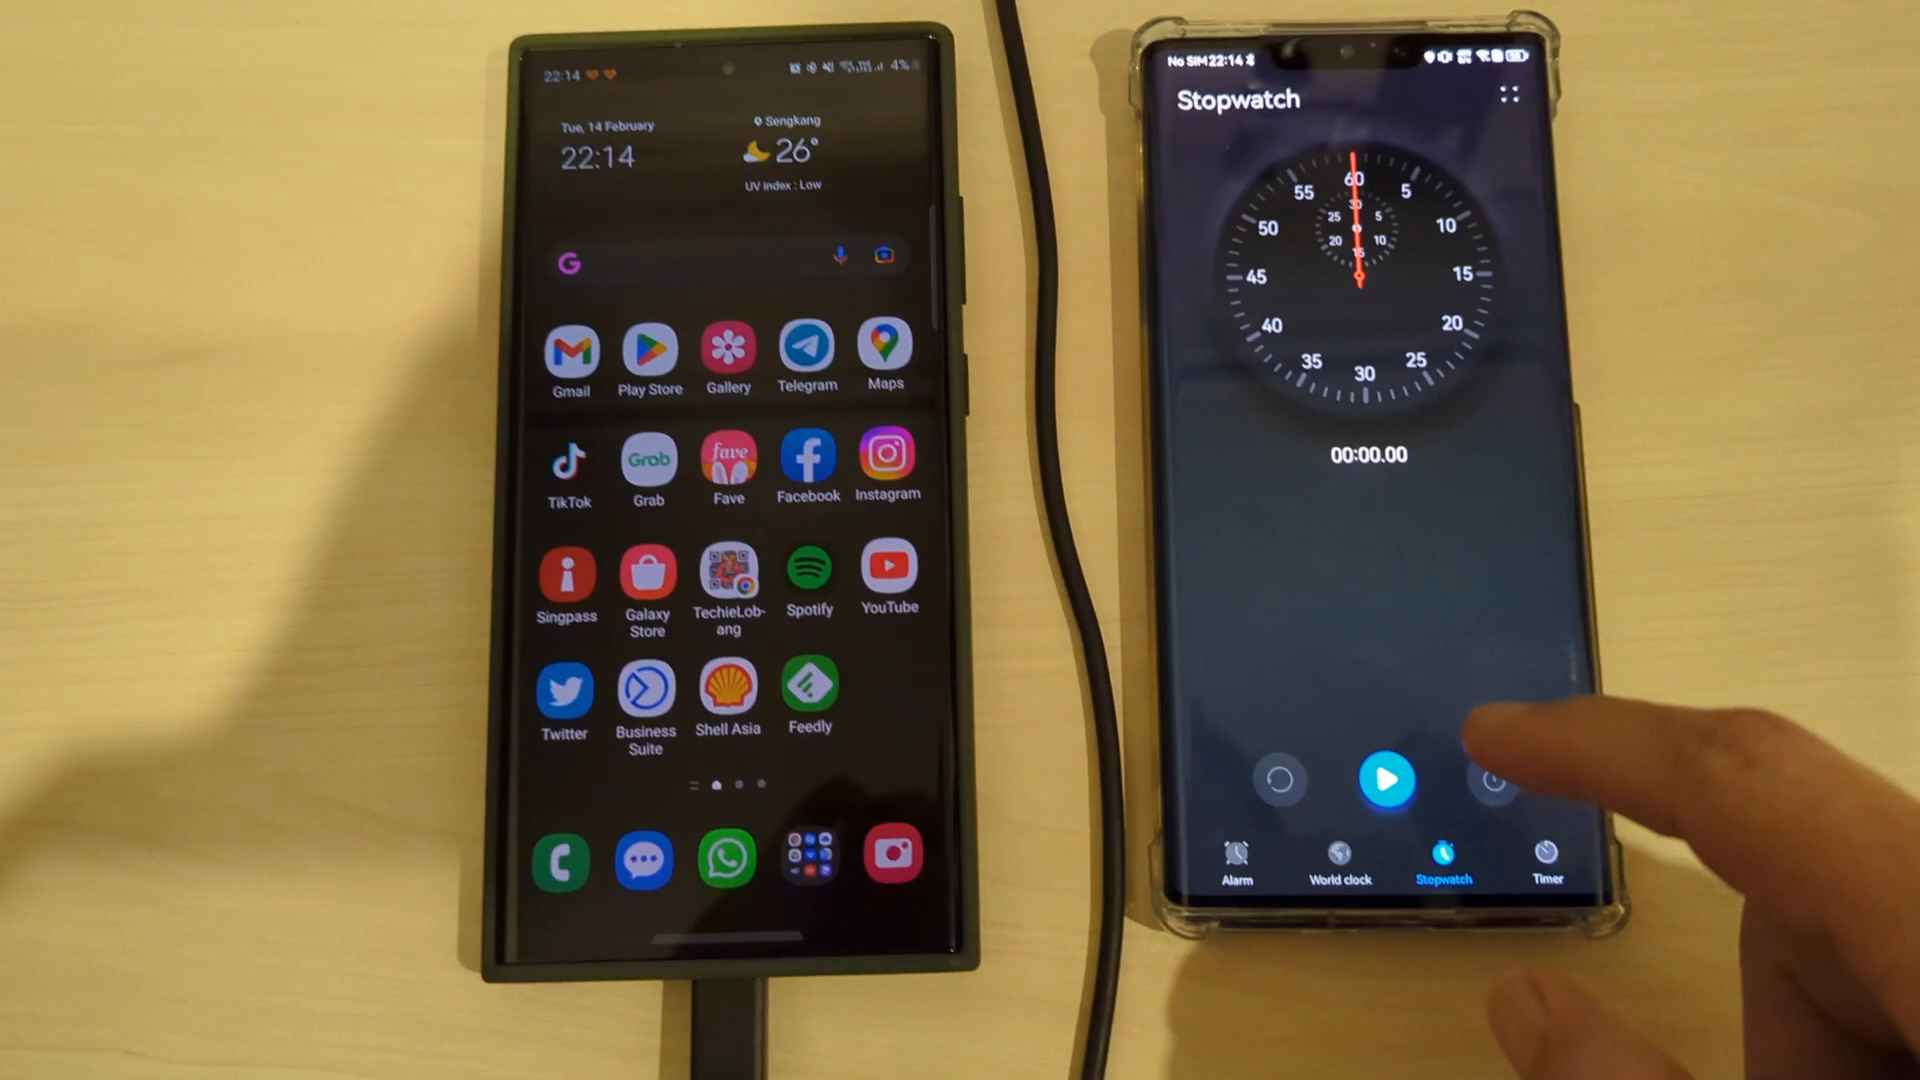 22:14
4%
Tue, 14 February
22:14
Sengkang
26°
UV index : Low
Gmail
Play Store
Gallery
Telegram
Maps
TikTok
Grab
Grab
fave
Fave
Facebook
Instagram
Singpass
Galaxy
Store
TechieLob-
ang
Spotify
YouTube
Twitter
Business
Suite
Shell Asia
Feedly
No SIM 22:14
Stopwatch
60
5
10
15
20
25
30
35
40
45
50
55
30
5
10
15
20
25
00:00.00
Alarm
World clock
Stopwatch
Timer